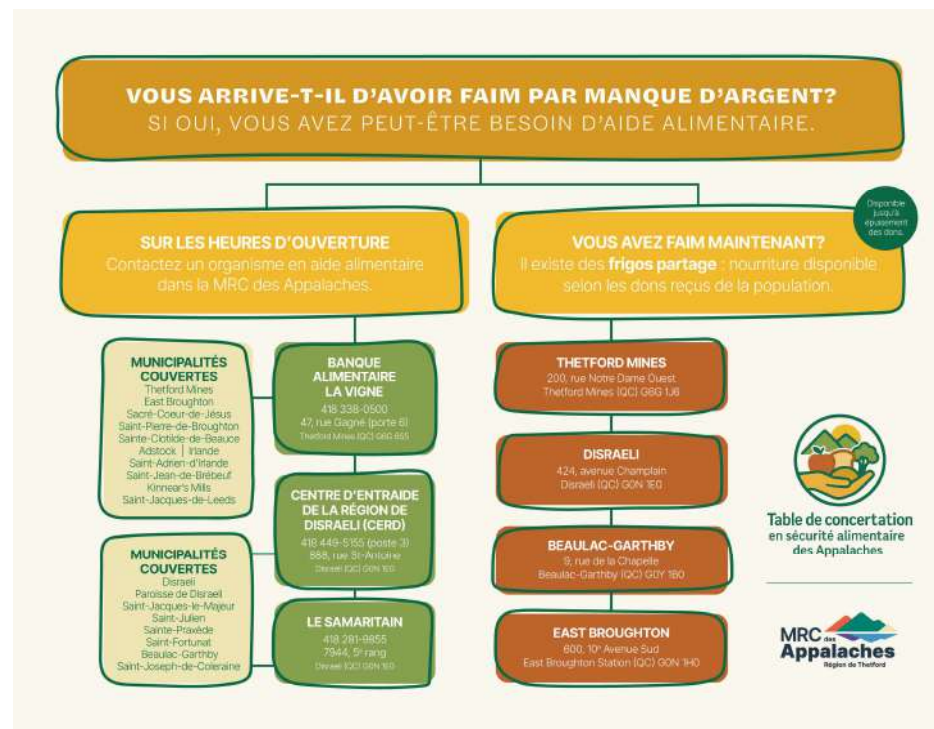 VOUS ARRIVE-T-IL D'AVOIR FAIM PAR MANQUE D'ARGENT?
SI OUI, VOUS AVEZ PEUT-ÊTRE BESOIN D'AIDE ALIMENTAIRE.
SUR LES HEURES D'OUVERTURE
Contactez un organisme en aide alimentaire
dans la MRC des Appalaches.
MUNICIPALITÉS
COUVERTES
Thetford Mines
East Broughton
Sacré-Coeur-de-Jésus
Saint-Pierre-de-Broughton
Sainte-Clotilde-de-Beauce
Adstock | Irlande
Saint-Adrien-d'Irlande
Saint-Jean-de-Brébeuf
Kinnear's Mills
Saint-Jacques-de-Leeds
BANQUE
ALIMENTAIRE
LA VIGNE
418 338-0500
47, rue Gagné (porte 6)
Thetford Mines (QC)
CENTRE D'ENTRAIDE
DE LA RÉGION DE
DISRAELI (CERD)
418 449-5155 (poste 3)
888, rue St-Antoine
Disraeli (QC) G0N 1E0
MUNICIPALITÉS
COUVERTES
Disraeli
Paroisse de Disraeli
Saint-Jacques-le-Majeur
Saint-Julien
Sainte-Praxède
Saint-Fortunat
Beaulac-Garthby
Saint-Joseph-de-Coleraine
LE SAMARITAIN
418 281-9855
7944, 5e rang
Disraeli (QC) G0N 1E0
Disponible
jusqu'à
épuisement
des dons.
VOUS AVEZ FAIM MAINTENANT?
Il existe des frigos partage : nourriture disponible
selon les dons reçus de la population.
THETFORD MINES
200, rue Notre Dame Ouest
Thetford Mines (QC) G6G 1J6
DISRAELI
424, avenue Champlain
Disraeli (QC) G0N 1E0
BEAULAC-GARTHBY
9, rue de la Chapelle
Beaulac-Garthby (QC) G0Y 1B0
EAST BROUGHTON
600, 10e Avenue Sud
East Broughton Station (QC) G0N 1H0
Table de concertation
en sécurité alimentaire
des Appalaches
MRC des
Appalaches
Région de Thetford